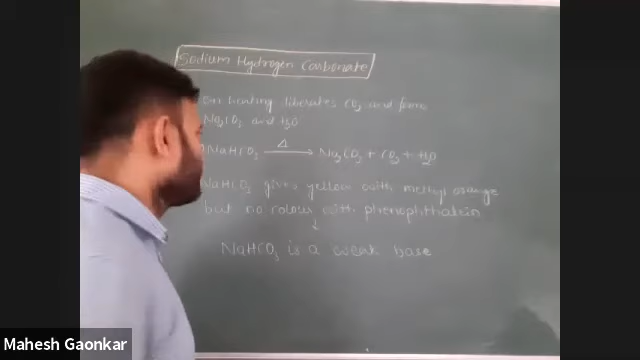 Sodium Hydrogen Carbonate
On heating liberates CO₂ and forms
Na₂CO₃ and H₂O
NaHCO₃ —Δ→ Na₂CO₃ + CO₂ + H₂O
NaHCO₃ gives yellow with methyl orange
but no colour with phenophthalein
↓
NaHCO₃ is a weak base
Mahesh Gaonkar